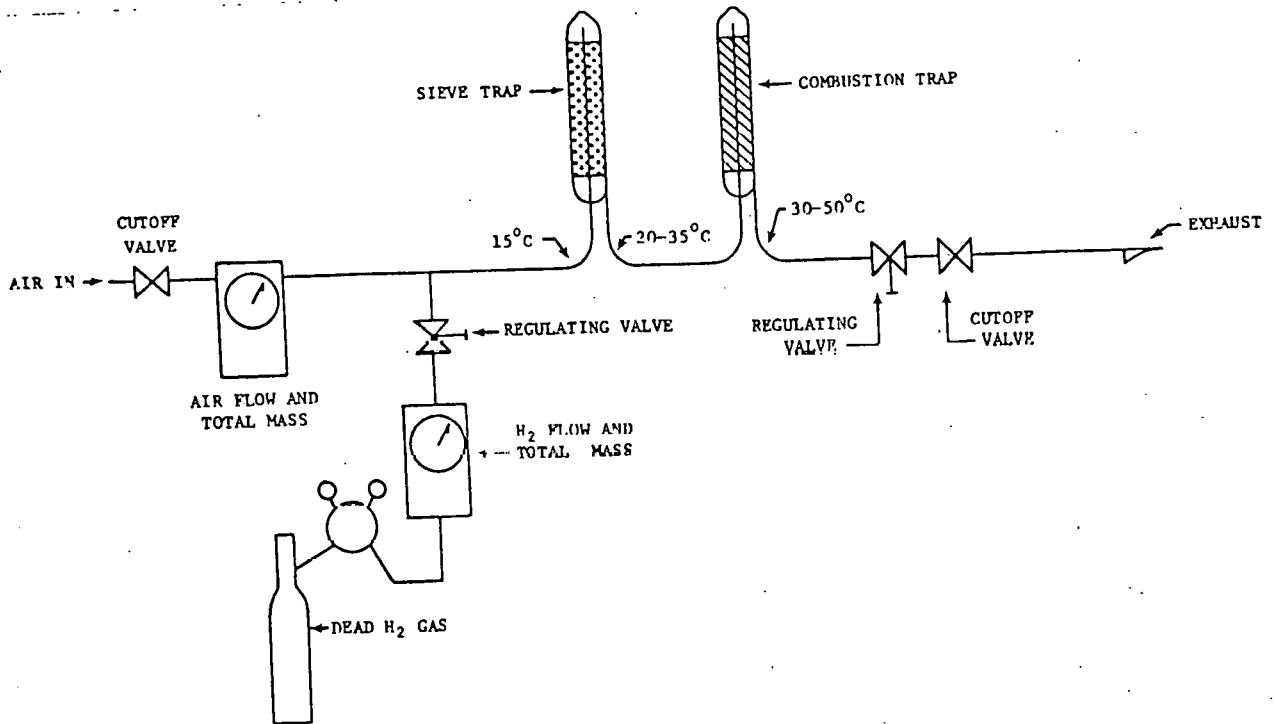 SIEVE TRAP
COMBUSTION TRAP
CUTOFF
VALVE
15°C
20-35°C
30-50°C
EXHAUST
AIR IN
REGULATING VALVE
REGULATING
VALVE
CUTOFF
VALVE
AIR FLOW AND
TOTAL MASS
H2 FLOW AND
TOTAL MASS
DEAD H2 GAS